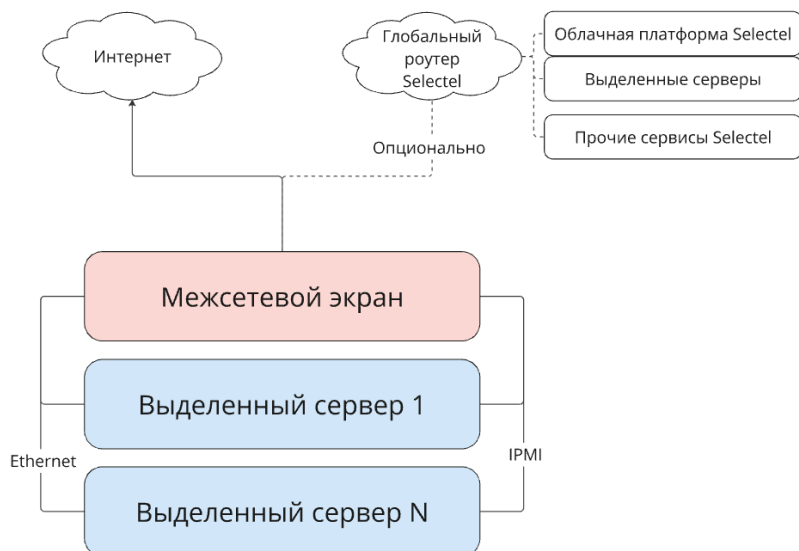 Интернет
Глобальный
роутер
Selectel
Облачная платформа Selectel
Выделенные серверы
Прочие сервисы Selectel
Опционально
Межсетевой экран
Выделенный сервер 1
Ethernet
IPMI
Выделенный сервер N